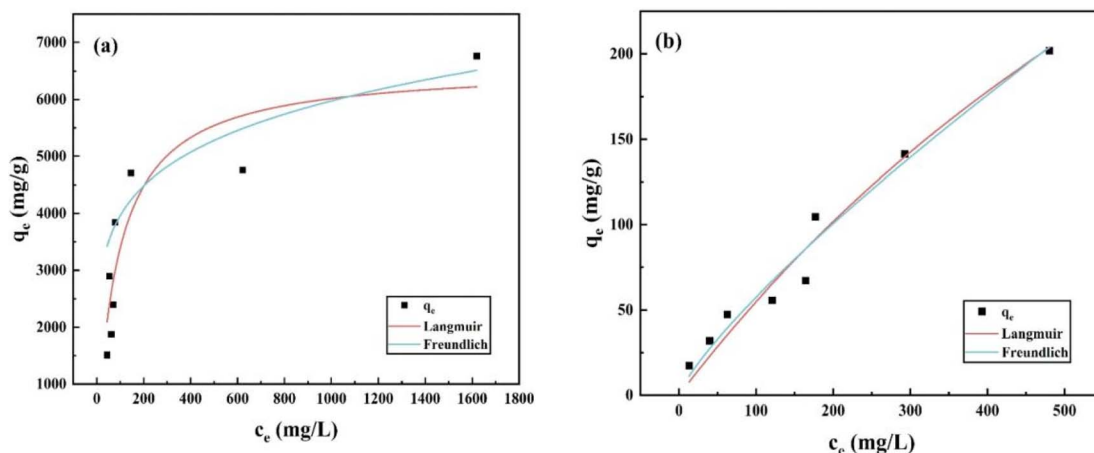 (a)
7000
6000
5000
4000
3000
2000
1000
qe (mg/g)
0 200 400 600 800 1000 1200 1400 1600 1800
ce (mg/L)
qe
Langmuir
Freundlich
(b)
200
150
100
50
0
qe (mg/g)
0 100 200 300 400 500
ce (mg/L)
qe
Langmuir
Freundlich